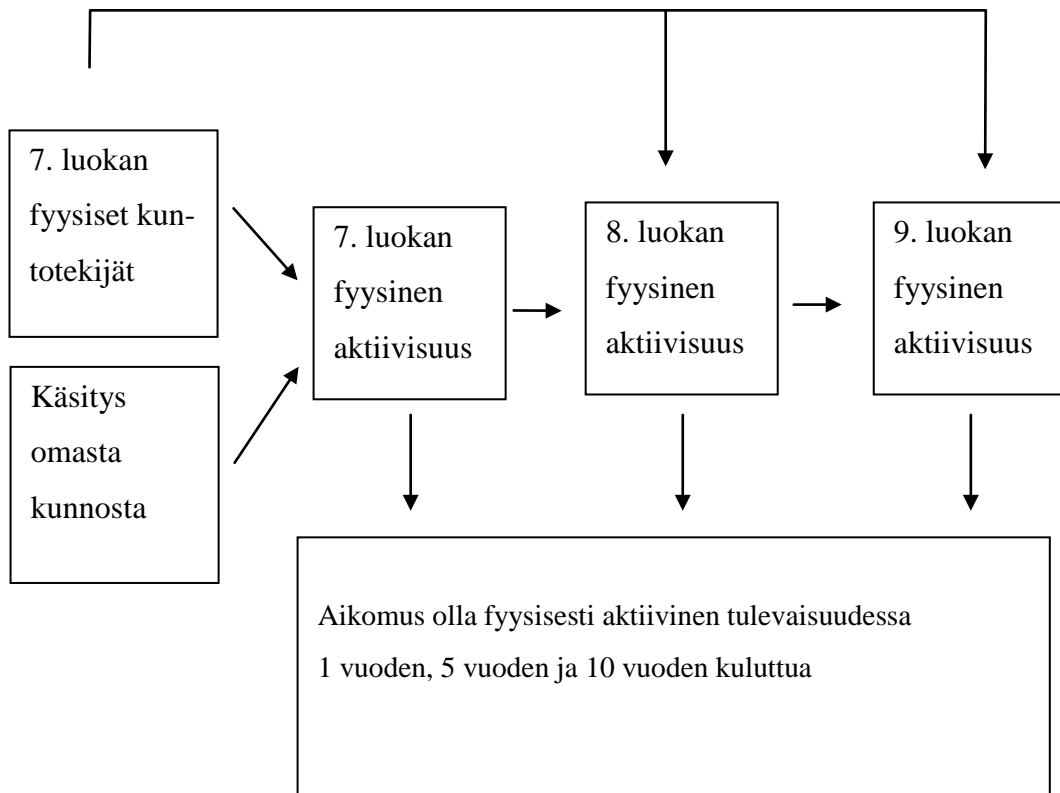 7. luokan
fyysiset kun-
totekijät
Käsitys
omasta
kunnosta
7. luokan
fyysinen
aktiivisuus
8. luokan
fyysinen
aktiivisuus
9. luokan
fyysinen
aktiivisuus
Aikomus olla fyysisesti aktiivinen tulevaisuudessa
1 vuoden, 5 vuoden ja 10 vuoden kuluttua